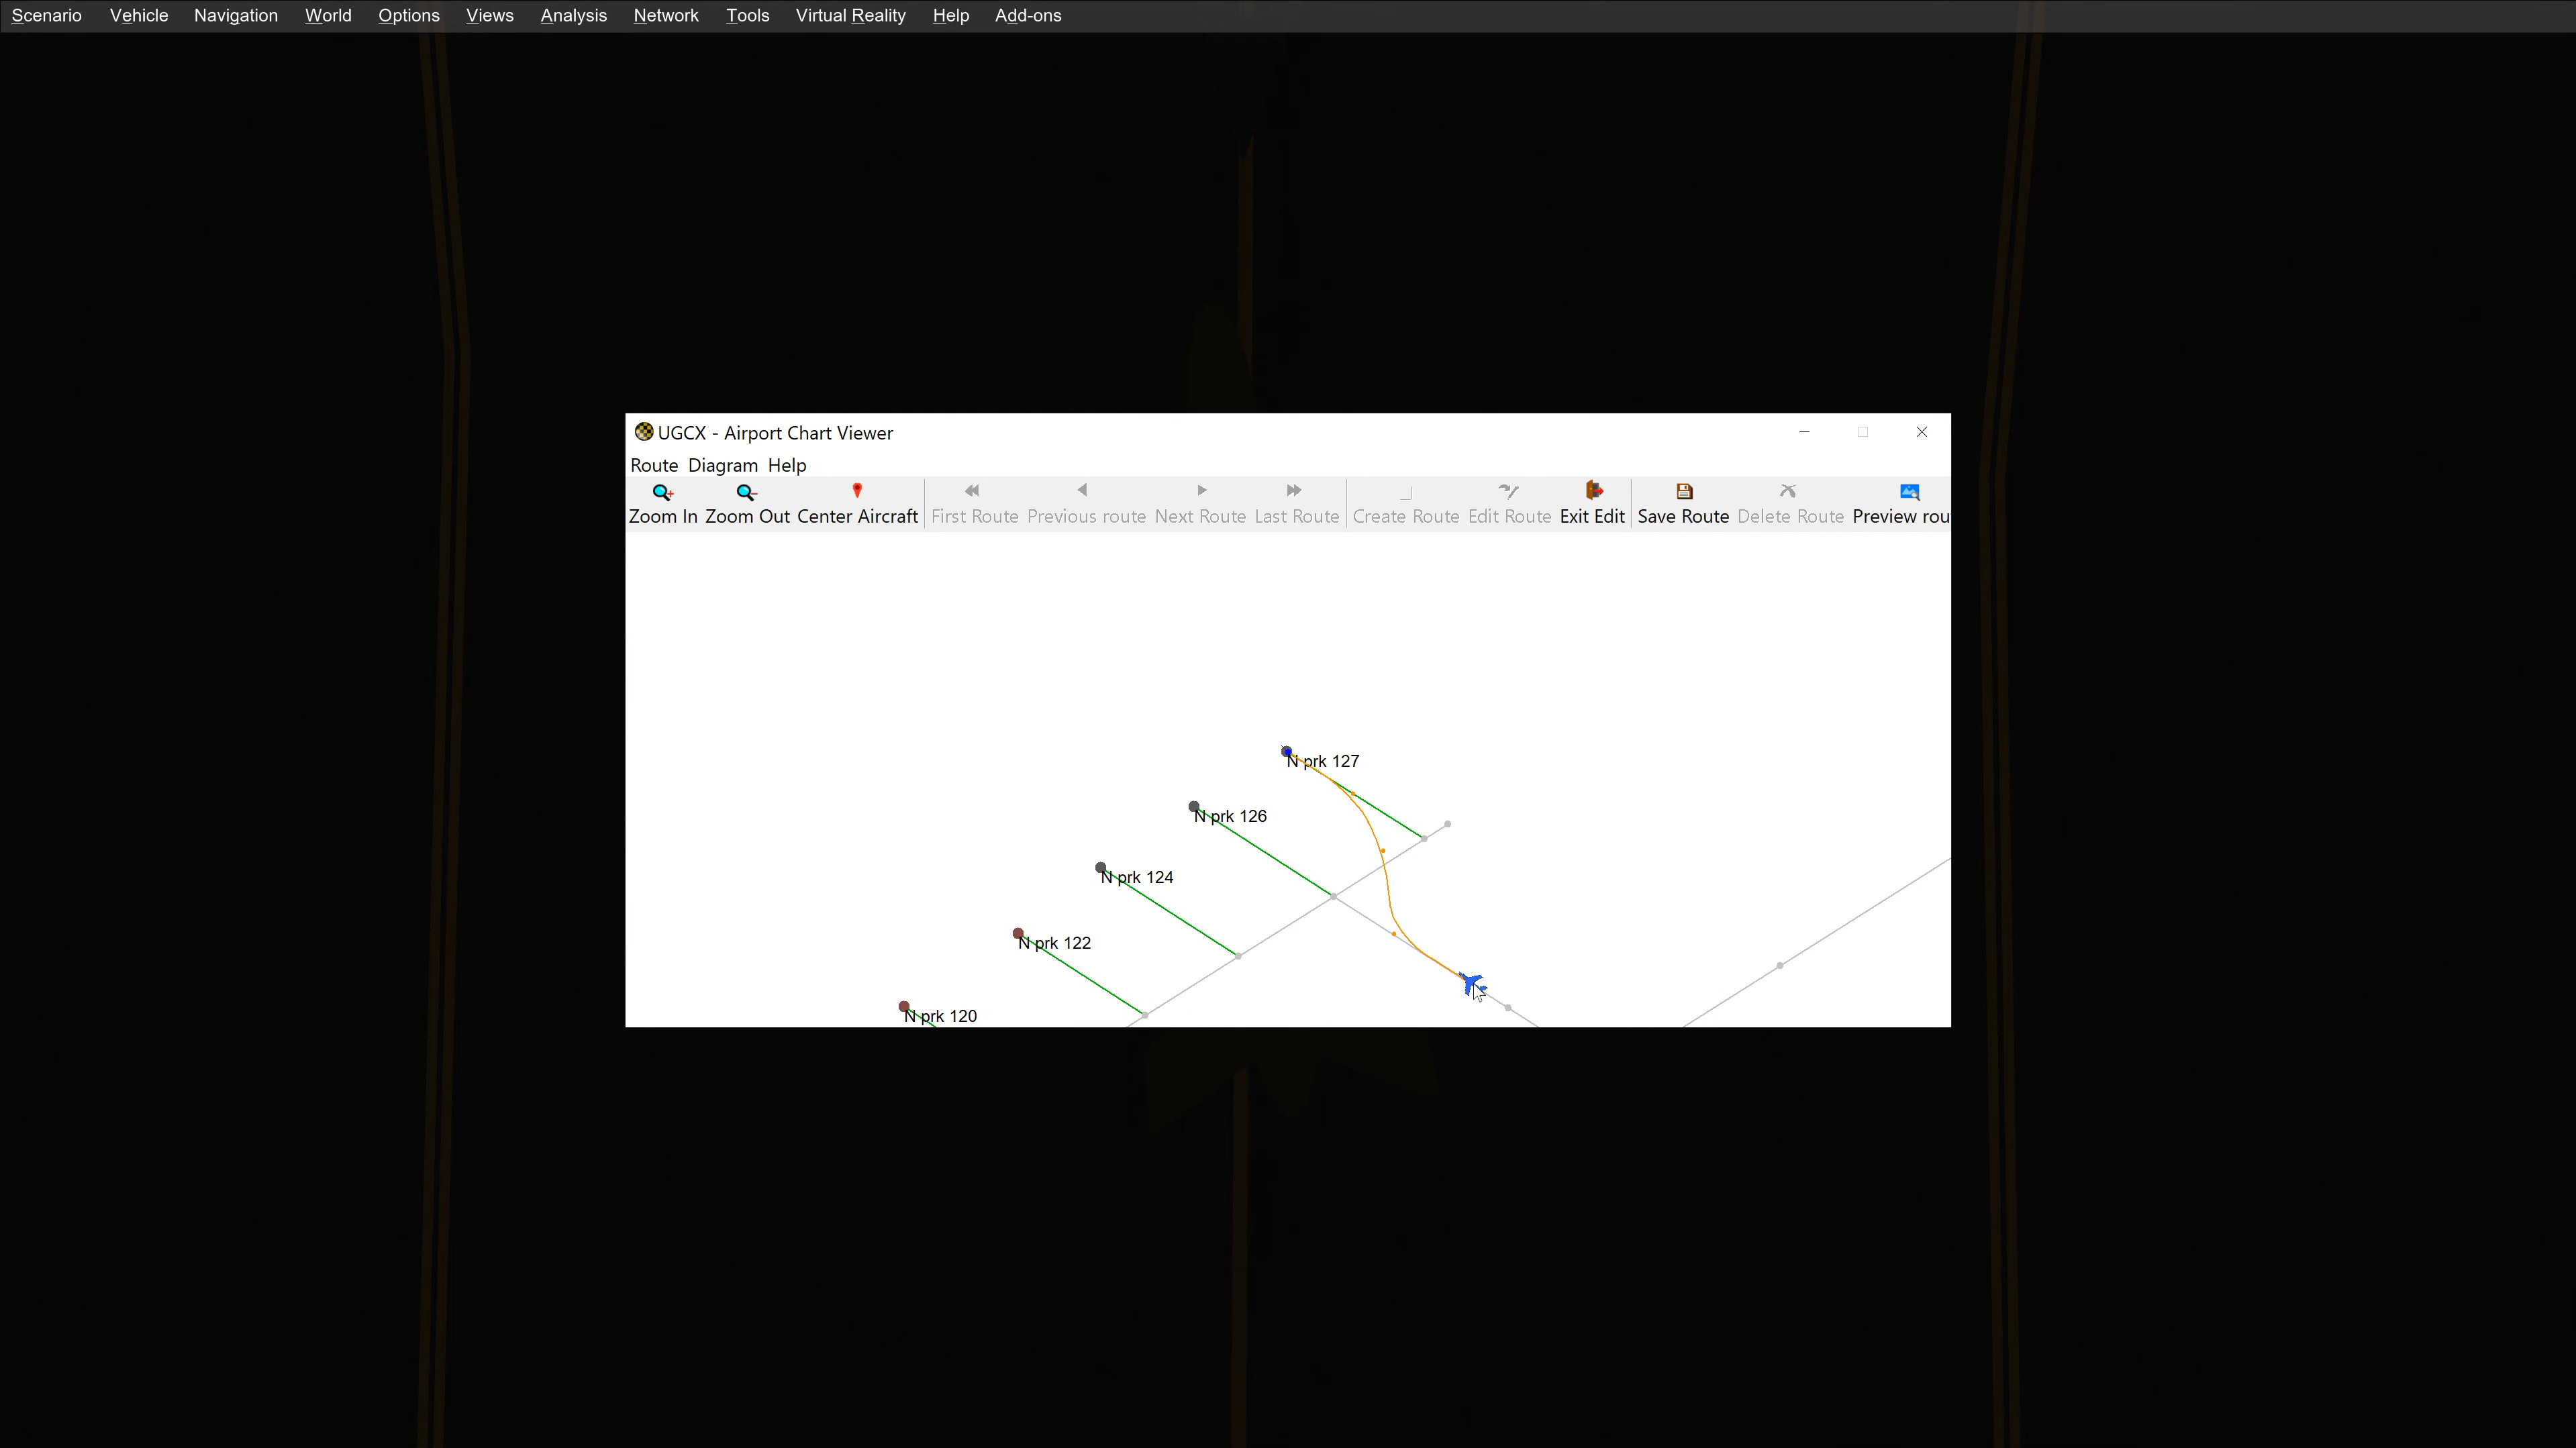 Scenario Vehicle Navigation World Options Views Analysis Network Tools Virtual Reality Help Add-ons
UGCX - Airport Chart Viewer
Route Diagram Help
Zoom In Zoom Out Center Aircraft First Route Previous route Next Route Last Route Create Route Edit Route Exit Edit Save Route Delete Route Preview rou
N prk 127
N prk 126
N prk 124
N prk 122
N prk 120